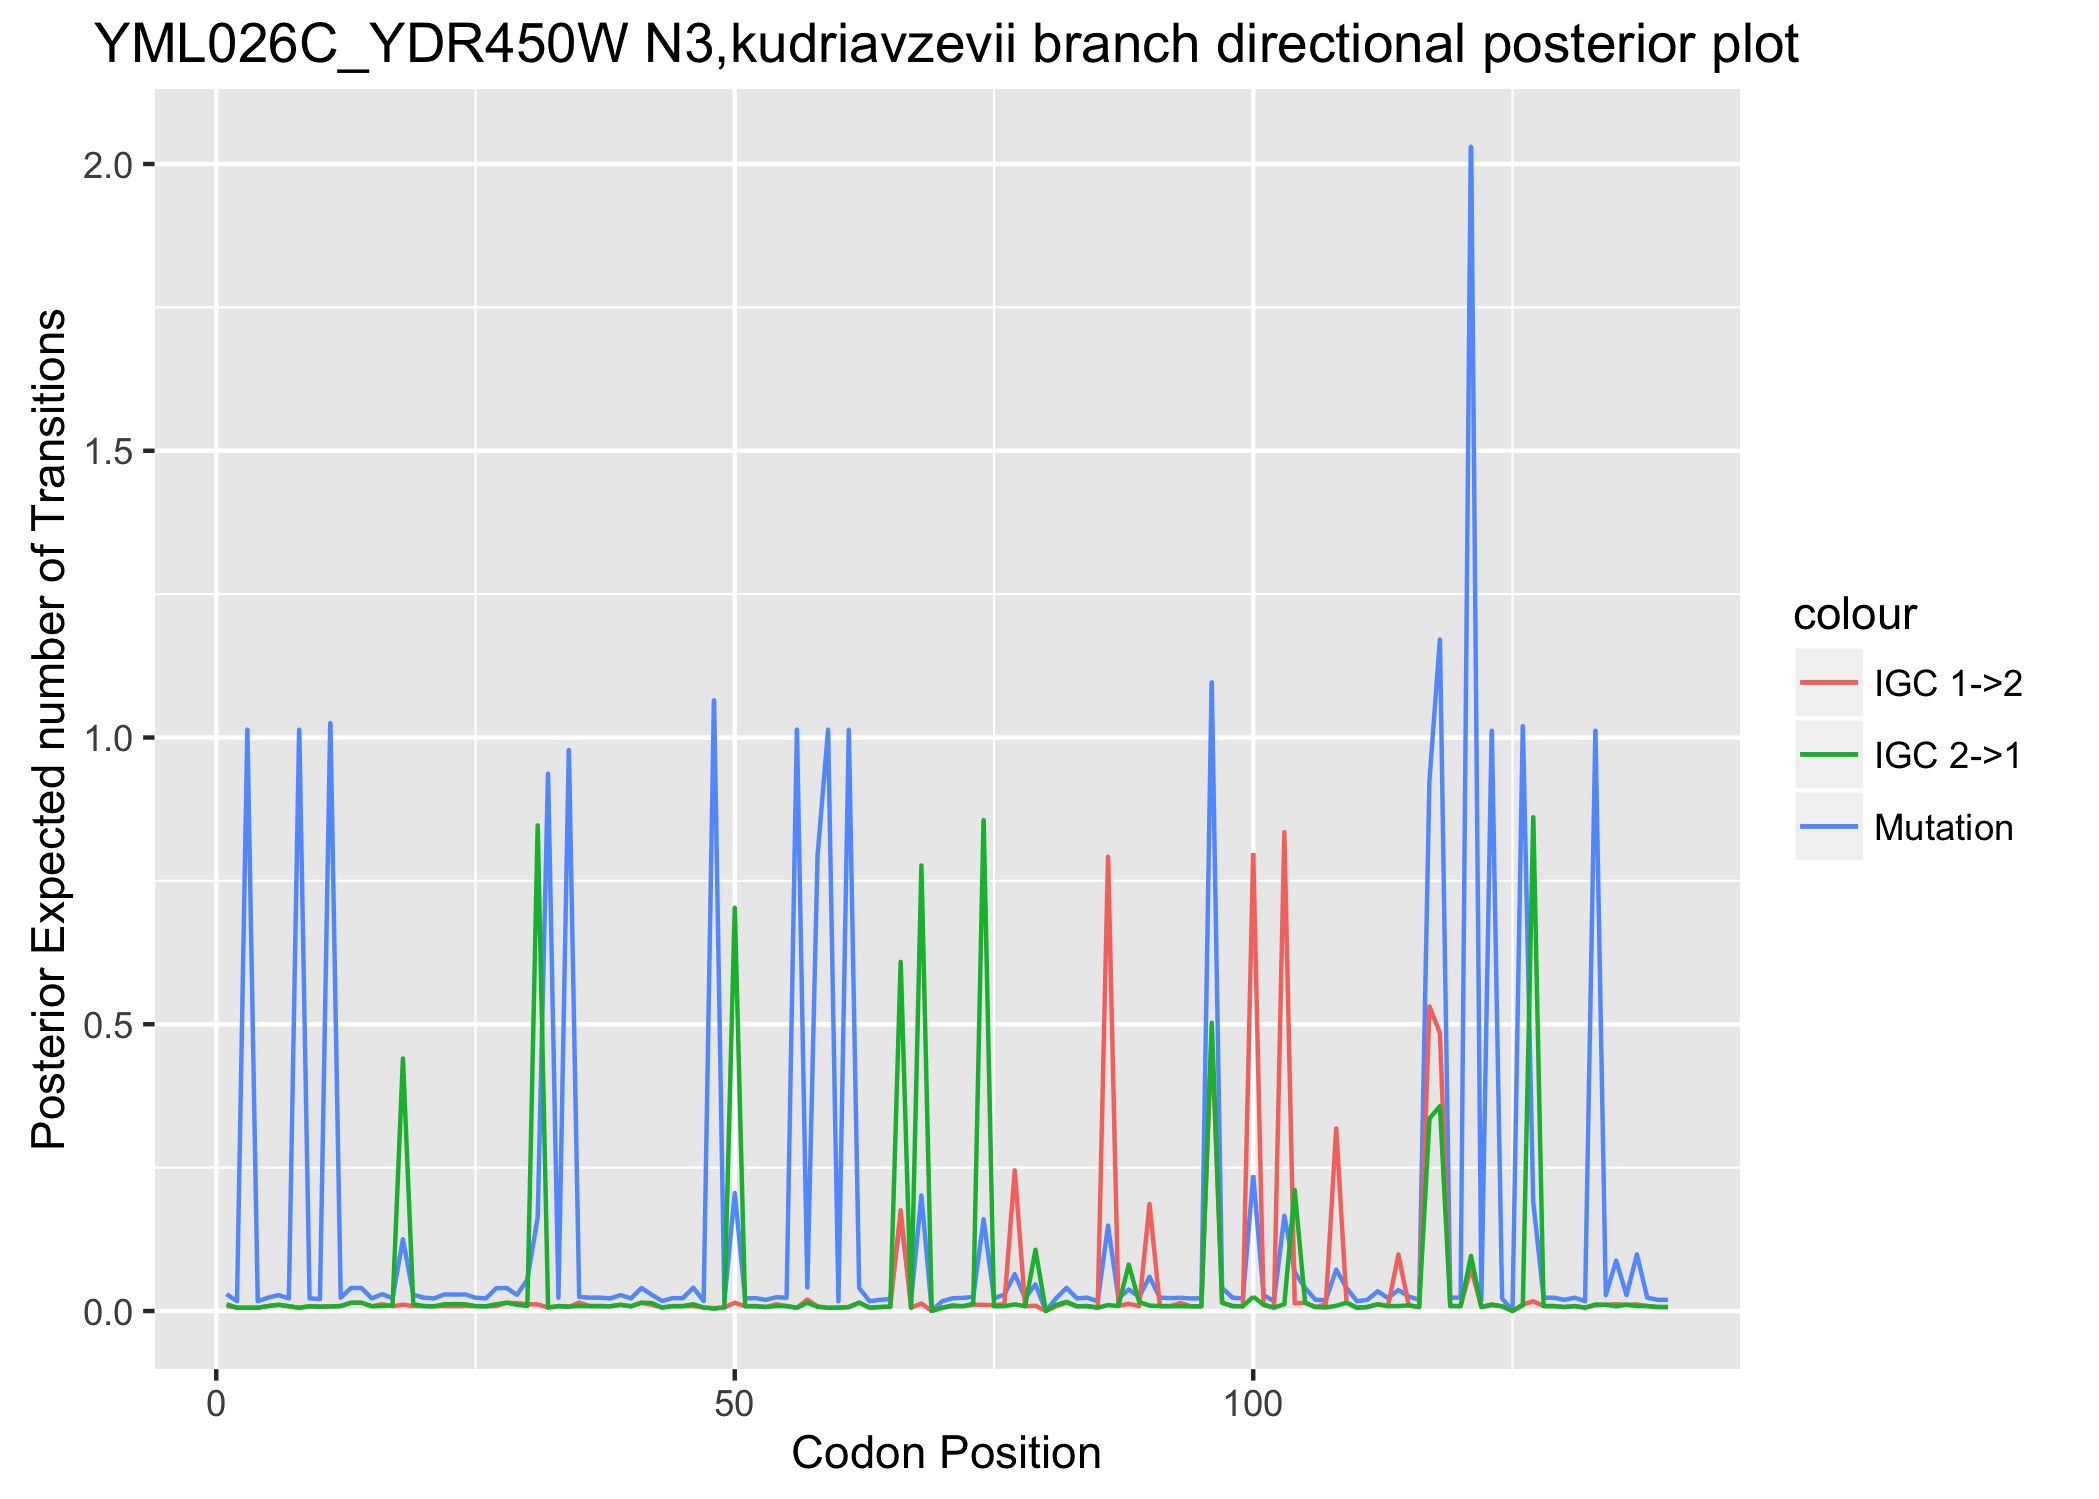 YML026C_YDR450W N3,kudriavzevii branch directional posterior plot
Posterior Expected number of Transitions
2.0
1.5
1.0
0.5
0.0
0
50
100
Codon Position
colour
IGC 1->2
IGC 2->1
Mutation